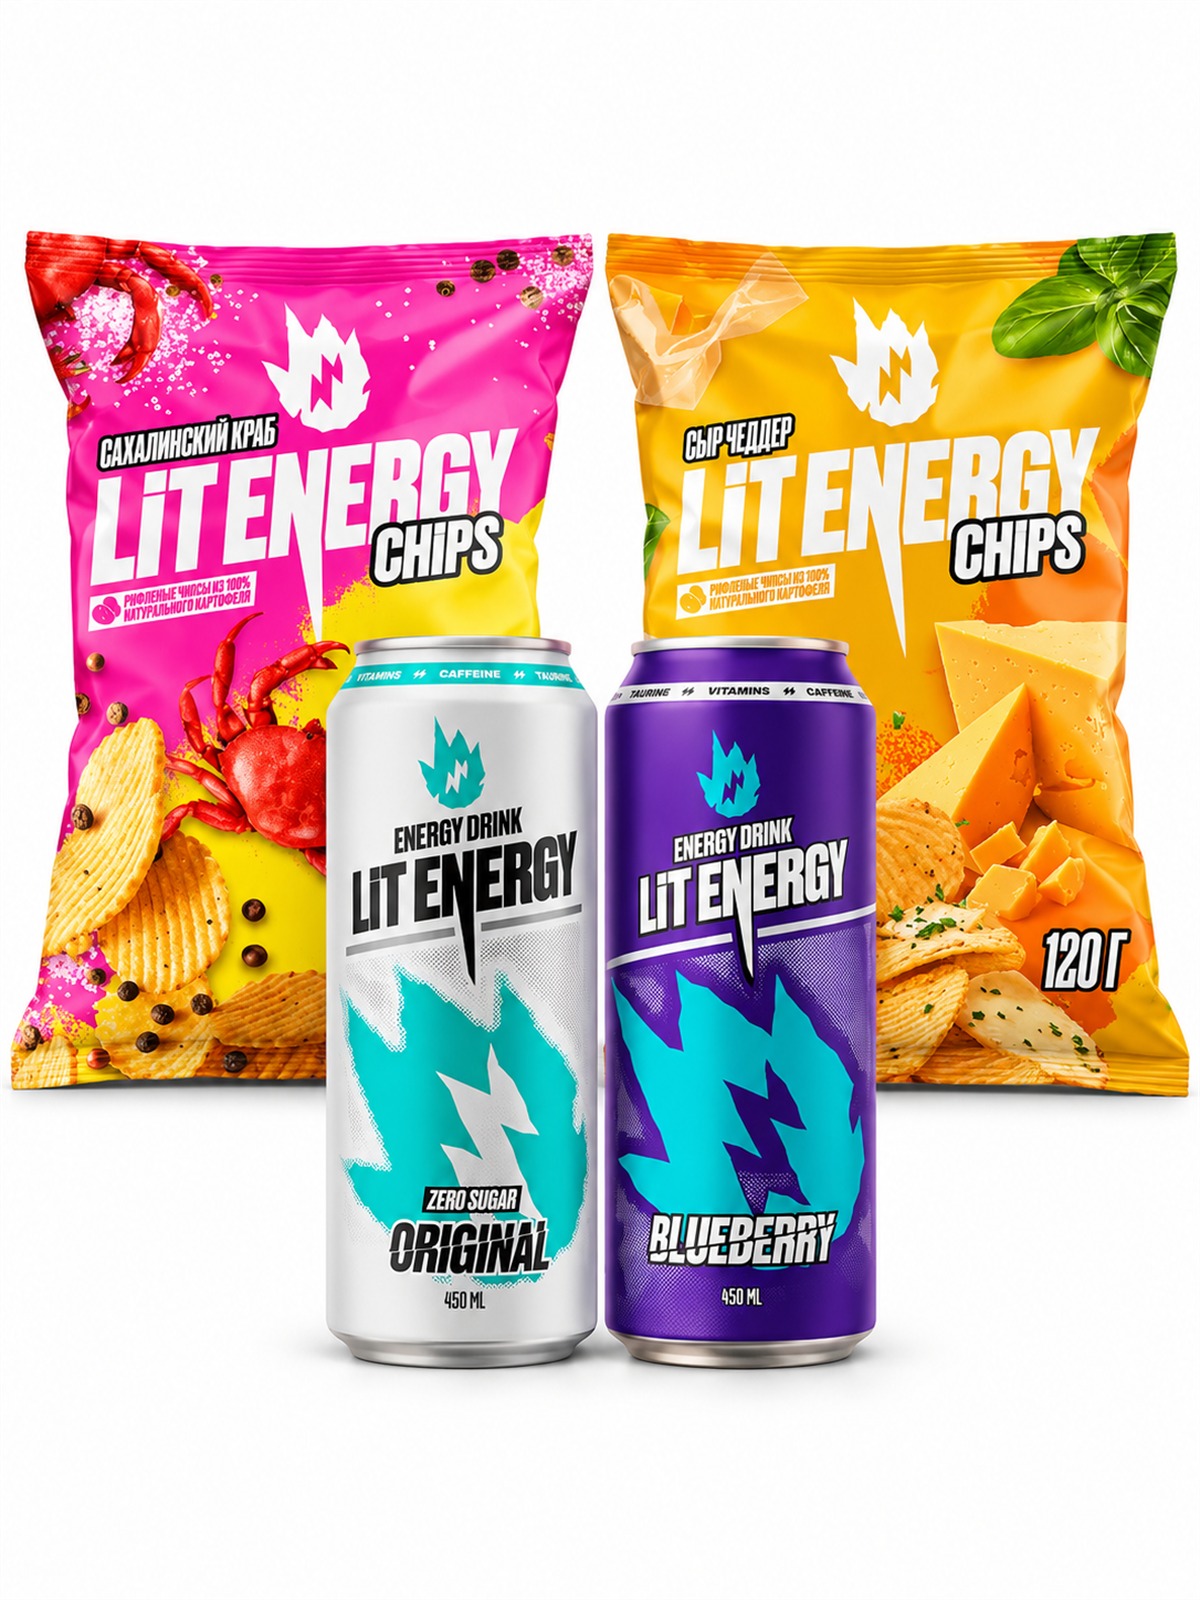 САХАЛИНСКИЙ КРАБ
LIT ENERGY
CHIPS
РИФЛЕНЫЕ ЧИПСЫ ИЗ 100%
НАТУРАЛЬНОГО КАРТОФЕЛЯ
СЫР ЧЕДДЕР
LIT ENERGY
CHIPS
РИФЛЕНЫЕ ЧИПСЫ ИЗ 100%
НАТУРАЛЬНОГО КАРТОФЕЛЯ
120 Г
VITAMINS CAFFEINE TAURINE
ENERGY DRINK
LIT ENERGY
ZERO SUGAR
ORIGINAL
450 ML
TAURINE VITAMINS CAFFEINE
ENERGY DRINK
LIT ENERGY
BLUEBERRY
450 ML